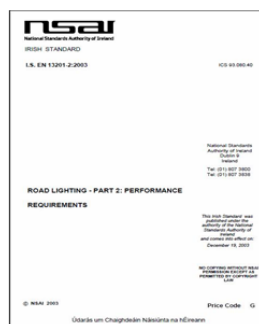 nsai
National Standards Authority of Ireland
IRISH STANDARD
I.S. EN 13201-2:2003
ICS 93.080.40
National Standards
Authority of Ireland
Dublin 9
Ireland
Tel: (01) 807 3800
Tel: (01) 807 3838
ROAD LIGHTING - PART 2: PERFORMANCE
REQUIREMENTS
This Irish Standard was
published under the
authority of the National
Standards Authority of
Ireland
and comes into effect on:
December 19, 2003
NO COPYING WITHOUT NSAI
PERMISSION EXCEPT AS
PERMITTED BY COPYRIGHT
LAW
© NSAI 2003
Price Code G
Údarás um Chaighdeáin Náisiúnta na hÉireann